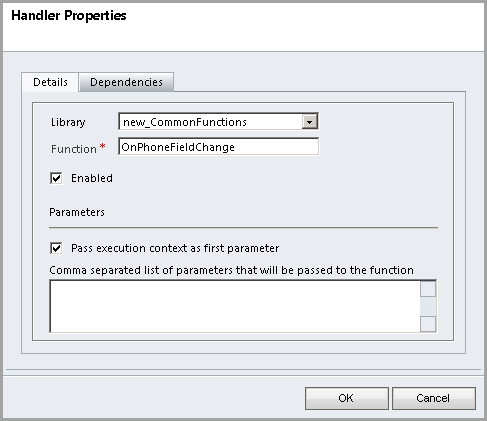 Handler Properties
Details Dependencies
Library new_CommonFunctions
Function * OnPhoneFieldChange
Enabled
Parameters
Pass execution context as first parameter
Comma separated list of parameters that will be passed to the function
OK Cancel